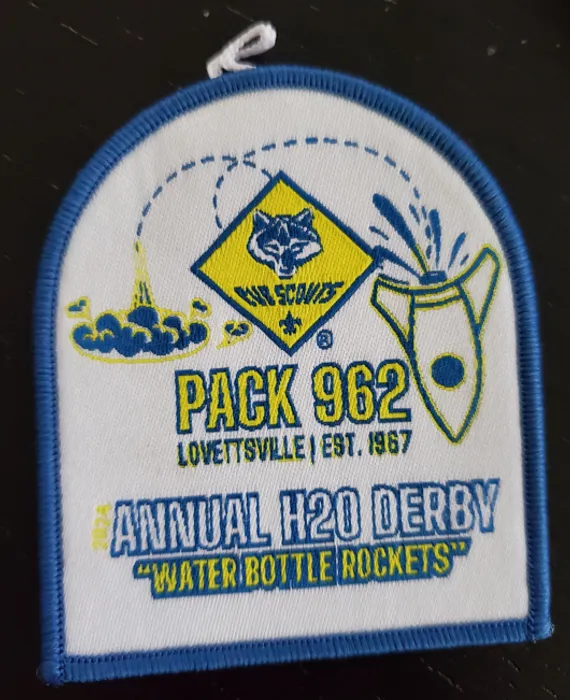 CUB SCOUTS
®
PACK 962
LOVETTSVILLE | EST. 1967
2024 ANNUAL H2O DERBY
"WATER BOTTLE ROCKETS"